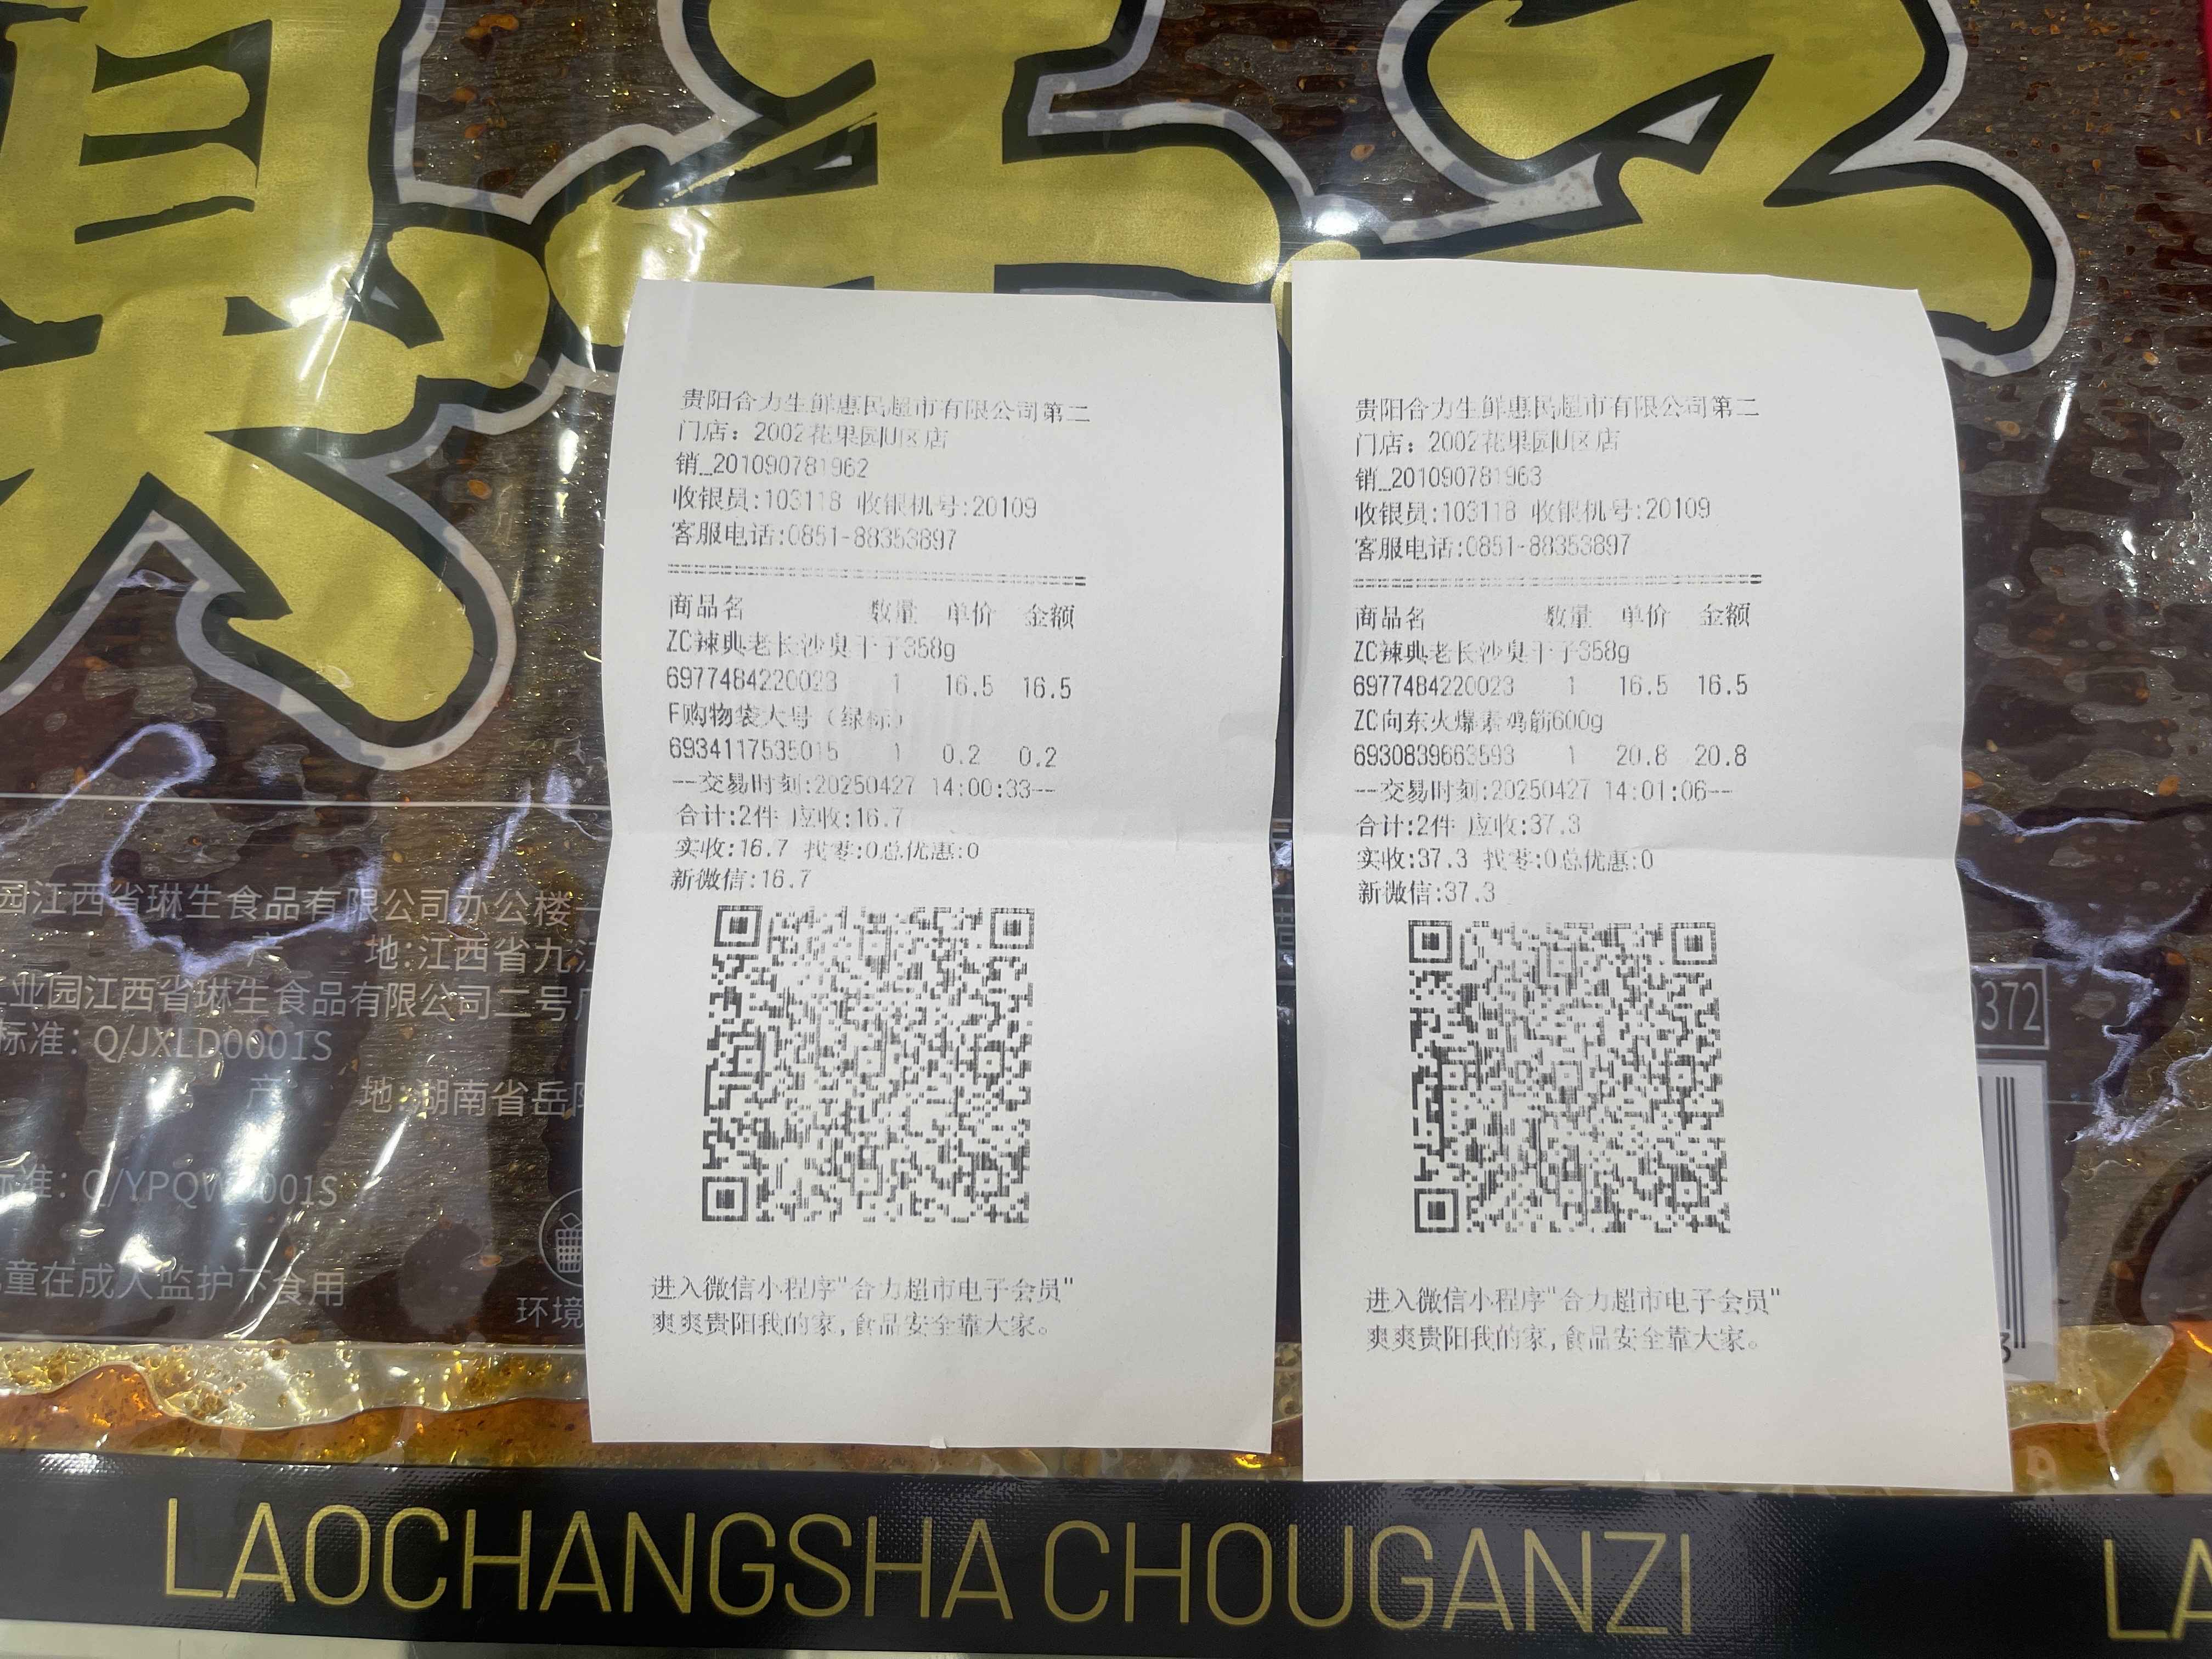 臭干子
贵阳合力生鲜惠民超市有限公司第二
门店：2002花果园U区店
销_201090781962
收银员:103118 收银机号:20109
客服电话:0851-88353897
商品名 数量 单价 金额
ZC辣典老长沙臭干子358g
6977484220023 1 16.5 16.5
F购物袋大号（绿标）
6934117535015 1 0.2 0.2
--交易时刻:20250427 14:00:33--
合计:2件 应收:16.7
实收:16.7 找零:0总优惠:0
新微信:16.7
进入微信小程序"合力超市电子会员"
爽爽贵阳我的家,食品安全靠大家。
贵阳合力生鲜惠民超市有限公司第二
门店：2002花果园U区店
销_201090781963
收银员:103118 收银机号:20109
客服电话:0851-88353897
商品名 数量 单价 金额
ZC辣典老长沙臭干子358g
6977484220023 1 16.5 16.5
ZC向东火爆素鸡筋600g
6930839663593 1 20.8 20.8
--交易时刻:20250427 14:01:06--
合计:2件 应收:37.3
实收:37.3 找零:0总优惠:0
新微信:37.3
进入微信小程序"合力超市电子会员"
爽爽贵阳我的家,食品安全靠大家。
园江西省琳生食品有限公司办公楼一
产 地:江西省九江
业园江西省琳生食品有限公司二号厂
标准：Q/JXLD0001S
产 地:湖南省岳阳
童在成人监护下食用
环境
0372
3"
LAOCHANGSHA CHOUGANZI
LA